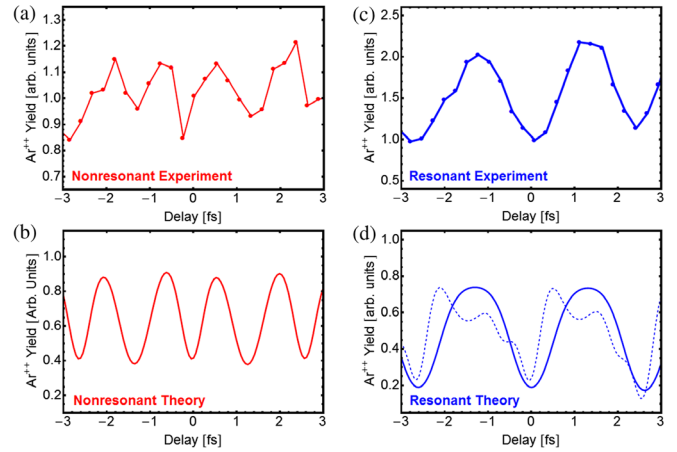 (a)
1.3
1.2
1.1
1.0
0.9
0.8
0.7
Ar++ Yield [arb. units]
Nonresonant Experiment
−3 −2 −1 0 1 2 3
Delay [fs]
(c)
2.5
2.0
1.5
1.0
0.5
Ar++ Yield [arb. units]
Resonant Experiment
−3 −2 −1 0 1 2 3
Delay [fs]
(b)
1.0
0.8
0.6
0.4
0.2
Ar++ Yield [Arb. Units]
Nonresonant Theory
−3 −2 −1 0 1 2 3
Delay [fs]
(d)
1.0
0.8
0.6
0.4
0.2
Ar++ Yield [arb. units]
Resonant Theory
−3 −2 −1 0 1 2 3
Delay [fs]